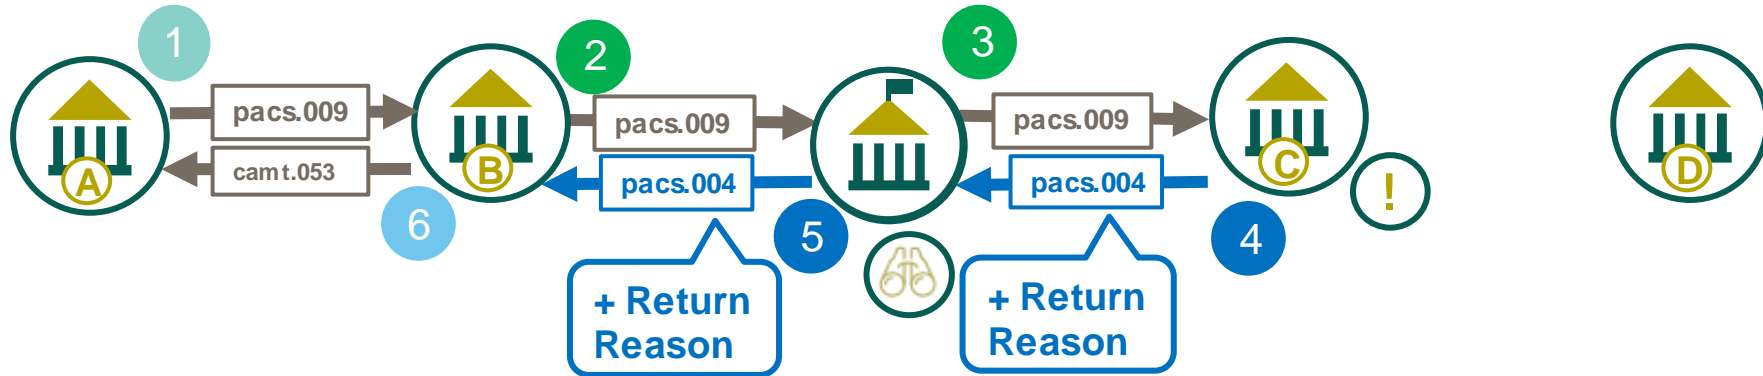 1
2
3
pacs.009
pacs.009
pacs.009
camt.053
pacs.004
pacs.004
A
B
C
D
!
6
5
4
+ Return
Reason
+ Return
Reason